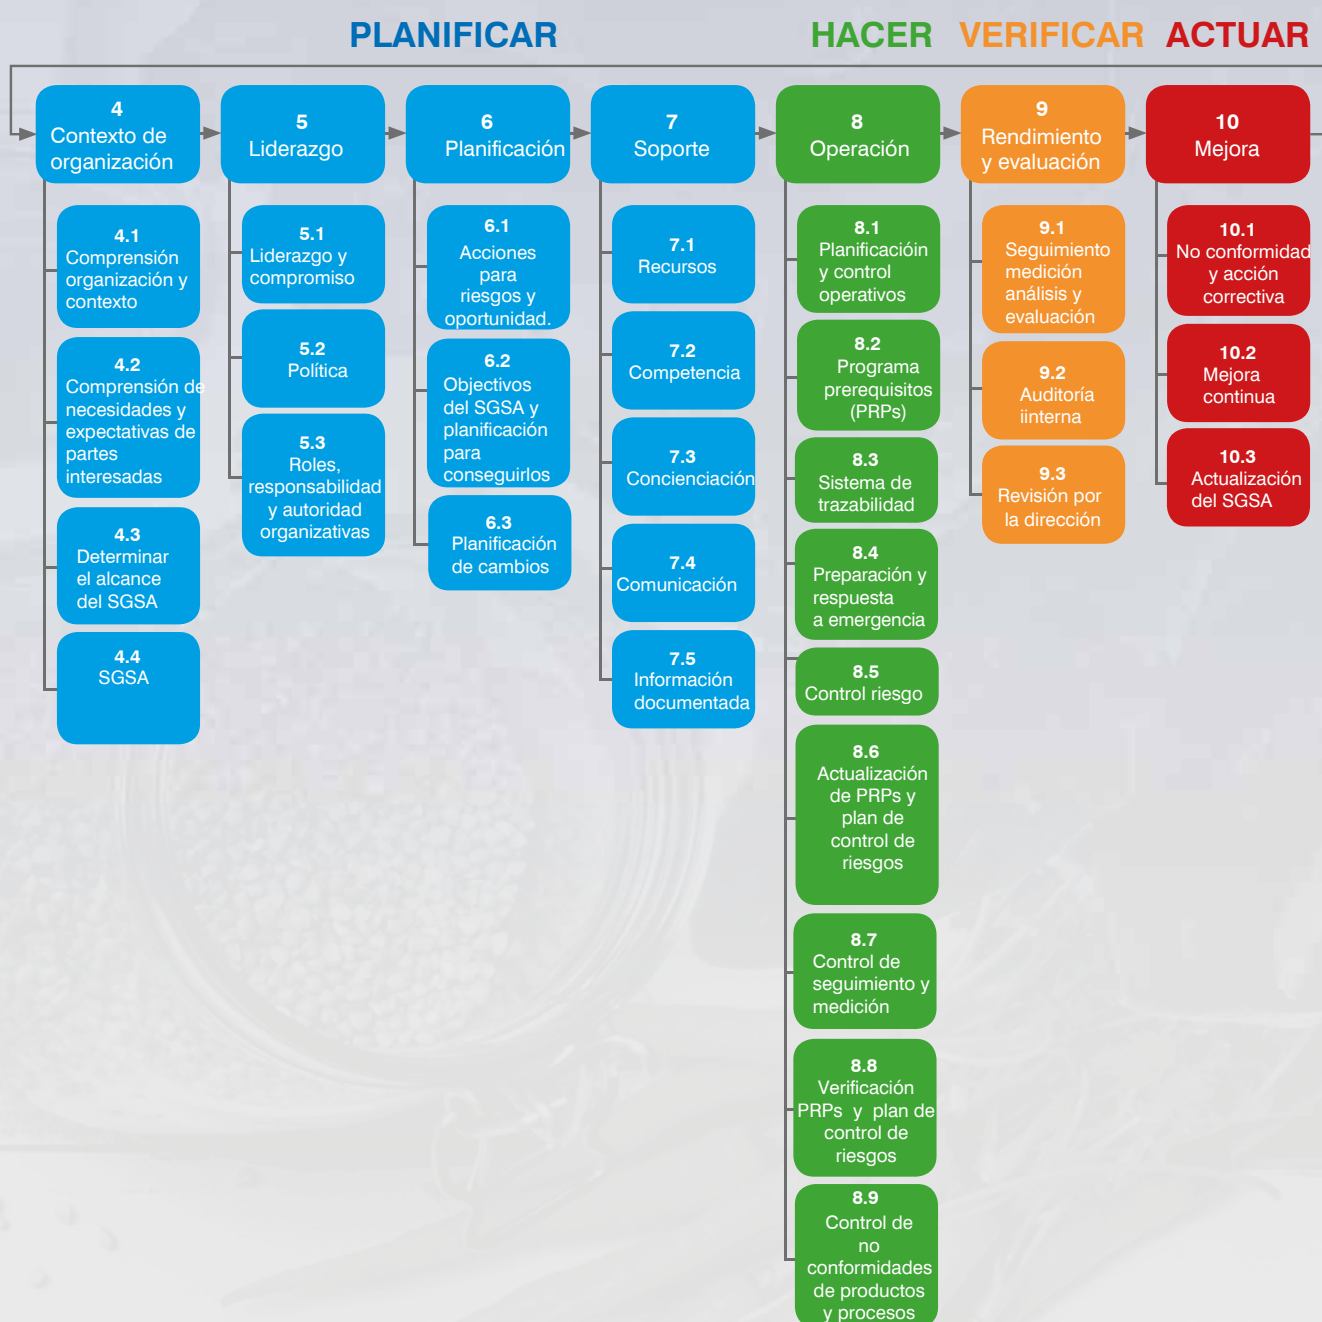 PLANIFICAR
HACER
VERIFICAR
ACTUAR
4
Contexto de
organización
4.1
Comprensión
organización y
contexto
4.2
Comprensión de
necesidades y
expectativas de
partes
interesadas
4.3
Determinar
el alcance
del SGSA
4.4
SGSA
5
Liderazgo
5.1
Liderazgo y
compromiso
5.2
Política
5.3
Roles,
responsabilidad
y autoridad
organizativas
6
Planificación
6.1
Acciones
para
riesgos y
oportunidad.
6.2
Objectivos
del SGSA y
planificación
para
conseguirlos
6.3
Planificación
de cambios
7
Soporte
7.1
Recursos
7.2
Competencia
7.3
Concienciación
7.4
Comunicación
7.5
Información
documentada
8
Operación
8.1
Planificacióin
y control
operativos
8.2
Programa
prerequisitos
(PRPs)
8.3
Sistema de
trazabilidad
8.4
Preparación y
respuesta
a emergencia
8.5
Control riesgo
8.6
Actualización
de PRPs y
plan de
control de
riesgos
8.7
Control de
seguimiento y
medición
8.8
Verificación
PRPs y plan de
control de
riesgos
8.9
Control de
no
conformidades
de productos
y procesos
9
Rendimiento
y evaluación
9.1
Seguimiento
medición
análisis y
evaluación
9.2
Auditoría
iinterna
9.3
Revisión por
la dirección
10
Mejora
10.1
No conformidad
y acción
correctiva
10.2
Mejora
continua
10.3
Actualización
del SGSA